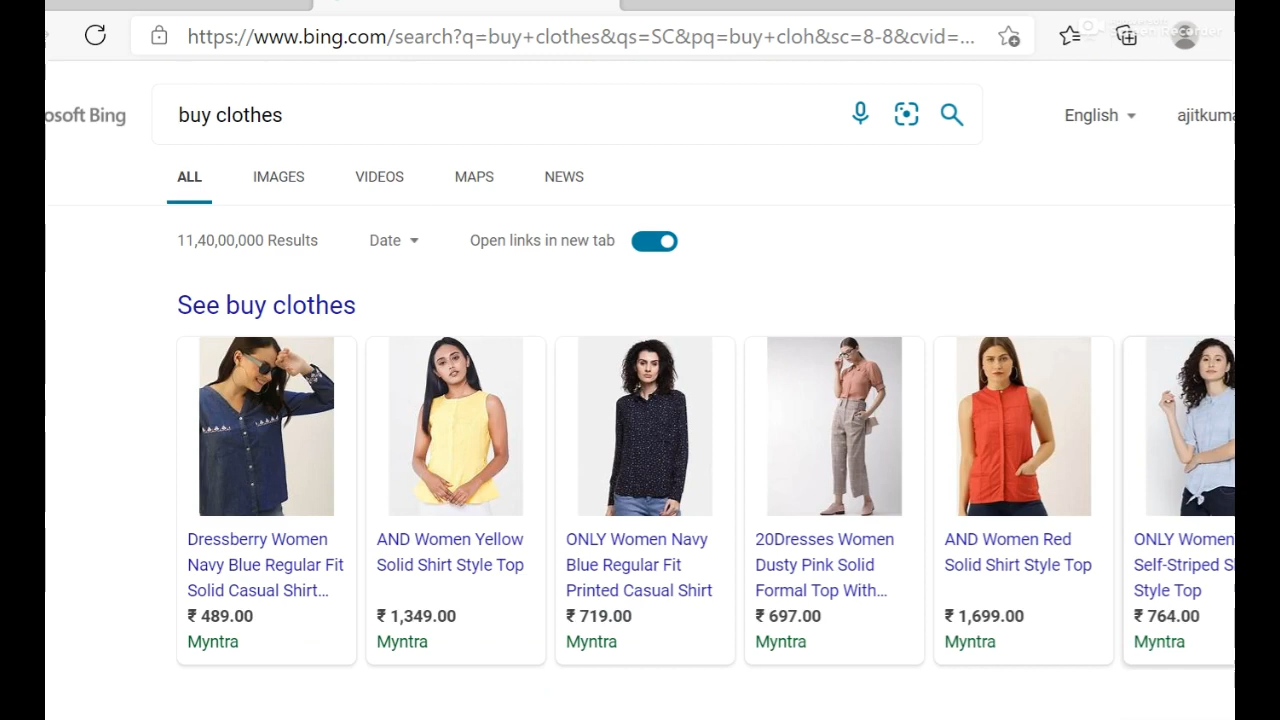 https://www.bing.com/search?q=buy+clothes&qs=SC&pq=buy+cloh&sc=8-8&cvid=...
Screen Recorder
osoft Bing
buy clothes
English
ajitkuma
ALL IMAGES VIDEOS MAPS NEWS
11,40,00,000 Results Date Open links in new tab
See buy clothes
Dressberry Women
Navy Blue Regular Fit
Solid Casual Shirt...
₹ 489.00
Myntra
AND Women Yellow
Solid Shirt Style Top
₹ 1,349.00
Myntra
ONLY Women Navy
Blue Regular Fit
Printed Casual Shirt
₹ 719.00
Myntra
20Dresses Women
Dusty Pink Solid
Formal Top With...
₹ 697.00
Myntra
AND Women Red
Solid Shirt Style Top
₹ 1,699.00
Myntra
ONLY Women
Self-Striped S
Style Top
₹ 764.00
Myntra